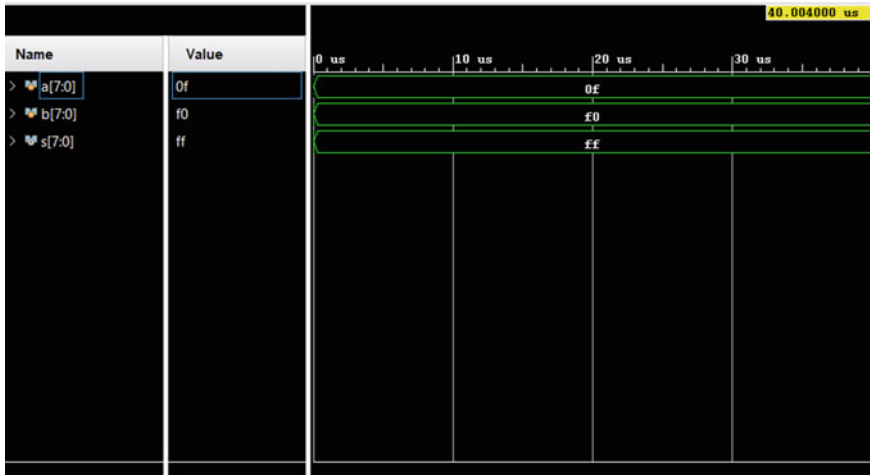 40.004000 us
Name Value
0 us 10 us 20 us 30 us
a[7:0] 0f 0f
b[7:0] f0 f0
s[7:0] ff ff